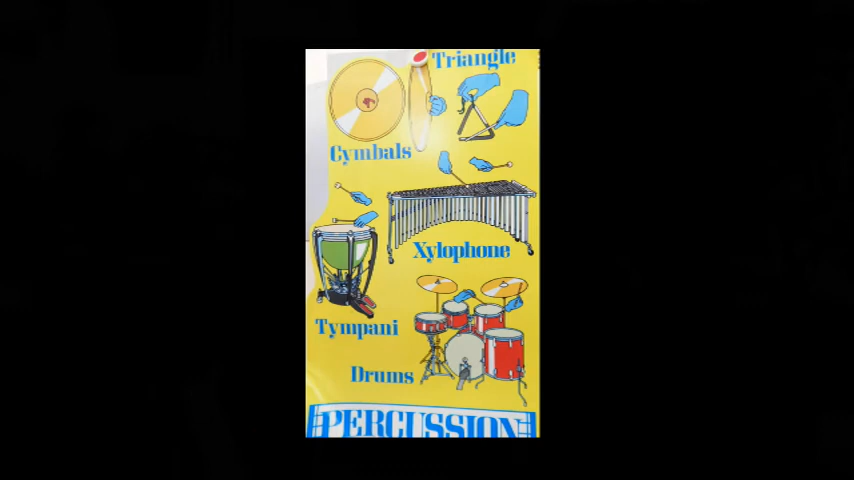 Triangle
Cymbals
Xylophone
Tympani
Drums
PERCUSSION